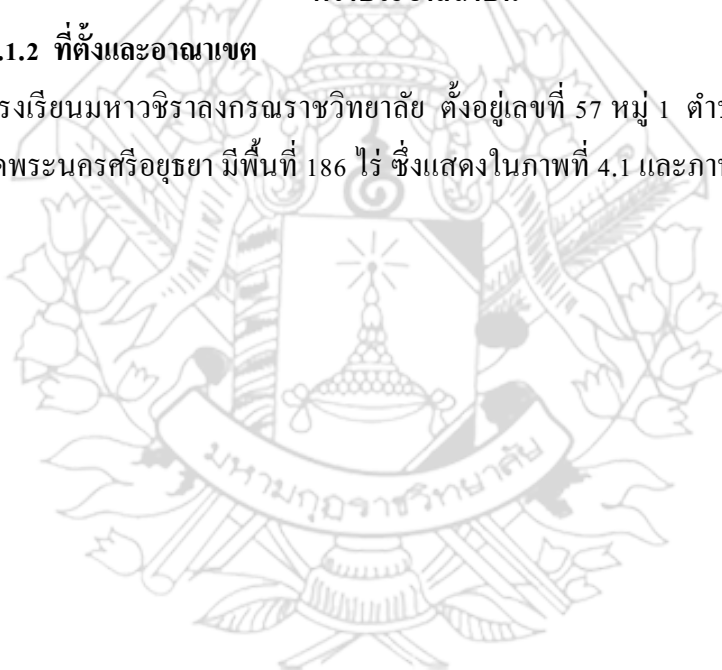 .1.2 ที่ตั้งและอาณาเขต
รงเรียนมหาวชิราลงกรณราชวิทยาลัย ตั้งอยู่เลขที่ 57 หมู่ 1 ตำ
ดพระนครศรีอยุธยา มีพื้นที่ 186 ไร่ ซึ่งแสดงในภาพที่ 4.1 และภา
มหามกุฏราชวิทยาลัย